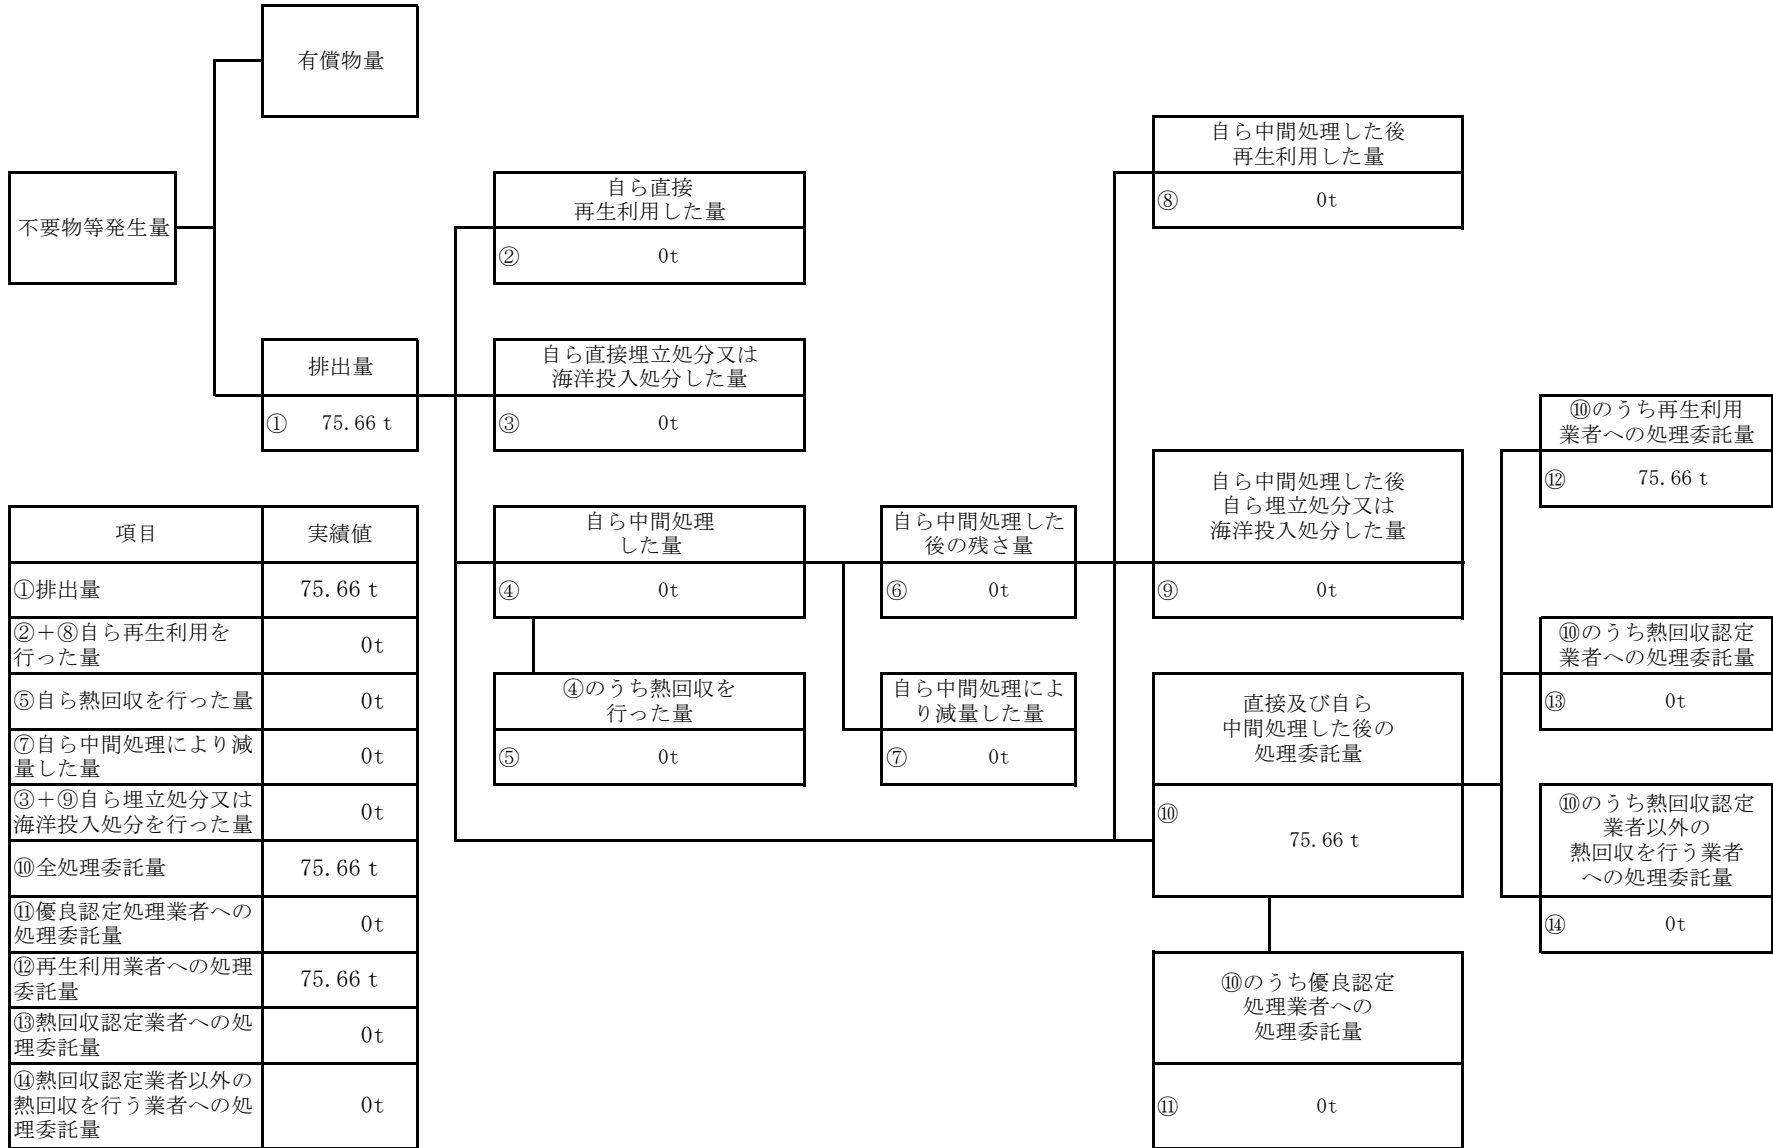 有償物量
不要物等発生量
排出量
① 75.66 t
自ら直接
再生利用した量
② 0t
自ら直接埋立処分又は
海洋投入処分した量
③ 0t
自ら中間処理
した量
④ 0t
④のうち熱回収を
行った量
⑤ 0t
自ら中間処理した
後の残さ量
⑥ 0t
自ら中間処理によ
り減量した量
⑦ 0t
自ら中間処理した後
再生利用した量
⑧ 0t
自ら中間処理した後
自ら埋立処分又は
海洋投入処分した量
⑨ 0t
直接及び自ら
中間処理した後の
処理委託量
⑩
75.66 t
⑩のうち優良認定
処理業者への
処理委託量
⑪ 0t
⑩のうち再生利用
業者への処理委託量
⑫ 75.66 t
⑩のうち熱回収認定
業者への処理委託量
⑬ 0t
⑩のうち熱回収認定
業者以外の
熱回収を行う業者
への処理委託量
⑭ 0t
項目 実績値
①排出量 75.66 t
②+⑧自ら再生利用を
行った量 0t
⑤自ら熱回収を行った量 0t
⑦自ら中間処理により減
量した量 0t
③+⑨自ら埋立処分又は
海洋投入処分を行った量 0t
⑩全処理委託量 75.66 t
⑪優良認定処理業者への
処理委託量 0t
⑫再生利用業者への処理
委託量 75.66 t
⑬熱回収認定業者への処
理委託量 0t
⑭熱回収認定業者以外の
熱回収を行う業者への処
理委託量 0t